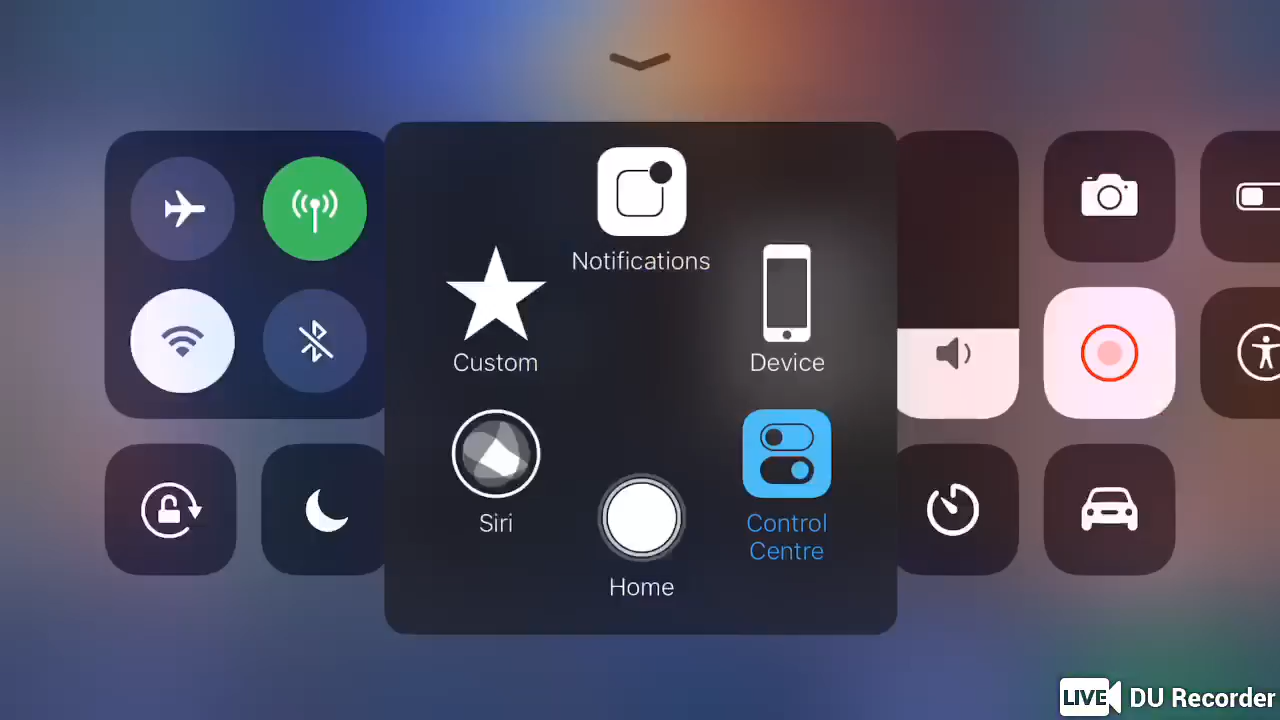 Notifications
Custom
Device
Siri
Control
Centre
Home
LIVE DU Recorder